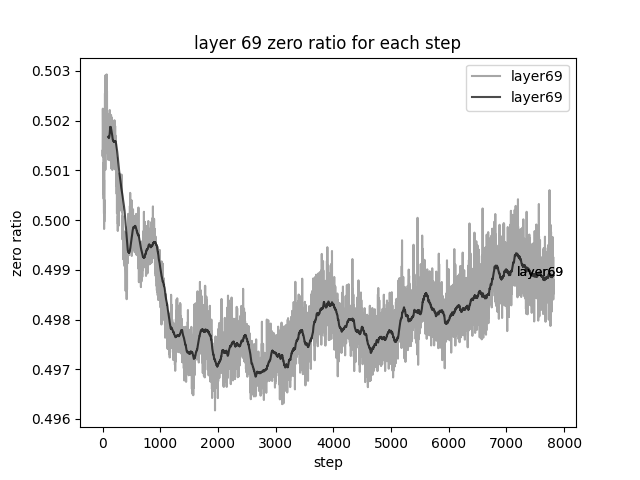 layer 69 zero ratio for each step
layer69
layer69
0.503
0.502
0.501
0.500
0.499
0.498
0.497
0.496
zero ratio
layer69
0 1000 2000 3000 4000 5000 6000 7000 8000
step